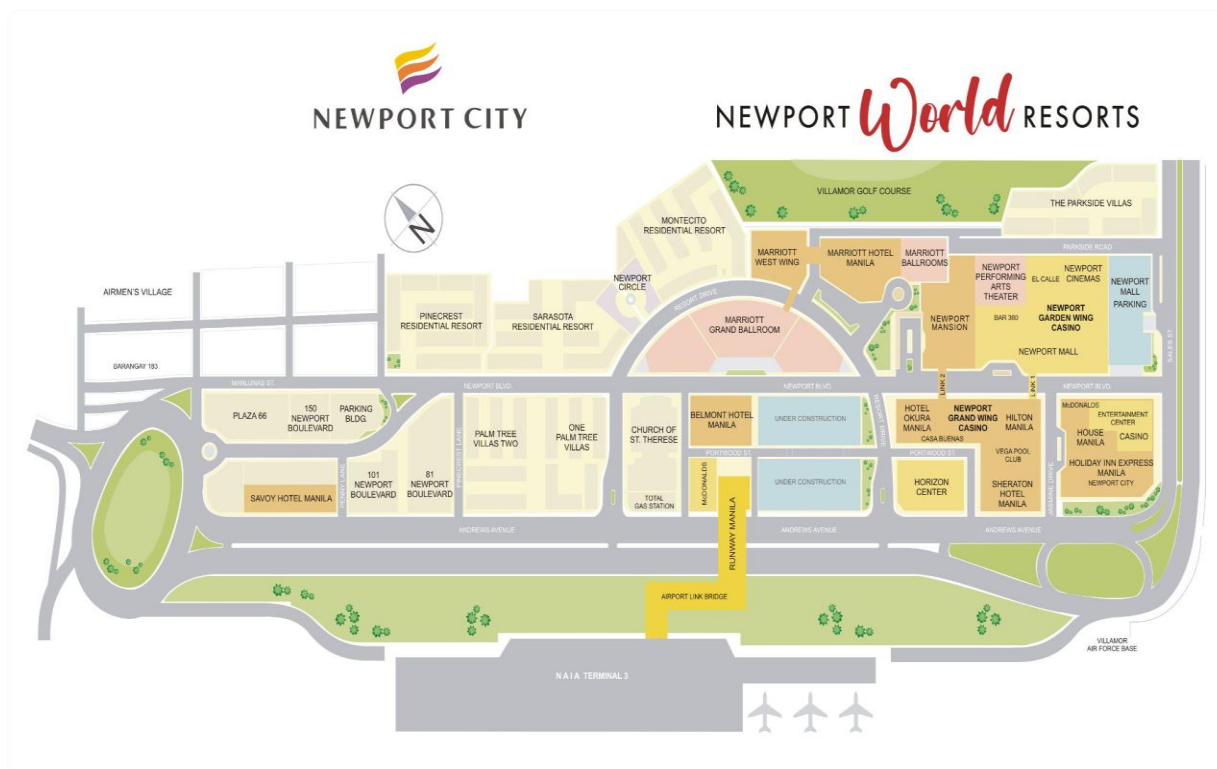 NEWPORT CITY
NEWPORT World RESORTS
N
VILLAMOR GOLF COURSE
THE PARKSIDE VILLAS
MONTECITO
RESIDENTIAL RESORT
PARKSIDE ROAD
MARRIOTT
WEST WING
MARRIOTT HOTEL
MANILA
MARRIOTT
BALLROOMS
NEWPORT
PERFORMING
ARTS
THEATER
EL CALLE
NEWPORT
CINEMAS
NEWPORT
MALL
PARKING
NEWPORT
CIRCLE
RESORT DRIVE
AIRMEN'S VILLAGE
PINECREST
RESIDENTIAL RESORT
SARASOTA
RESIDENTIAL RESORT
MARRIOTT
GRAND BALLROOM
NEWPORT
MANSION
BAR 360
NEWPORT
GARDEN WING
CASINO
NEWPORT MALL
SALES ST.
BARANGAY 183
MANLUNAS ST.
NEWPORT BLVD.
NEWPORT BLVD.
LINK 2
LINK 1
NEWPORT BLVD.
PLAZA 66
150
NEWPORT
BOULEVARD
PARKING
BLDG.
PALM TREE
VILLAS TWO
ONE
PALM TREE
VILLAS
CHURCH OF
ST. THERESE
BELMONT HOTEL
MANILA
UNDER CONSTRUCTION
RESORT DRIVE
HOTEL
OKURA
MANILA
NEWPORT
GRAND WING
CASINO
HILTON
MANILA
CASA BUENAS
McDONALDS
ENTERTAINMENT
CENTER
HOUSE
MANILA
CASINO
PINECREST LANE
PORTWOOD ST.
PORTWOOD ST.
VEGA POOL
CLUB
HOLIDAY INN EXPRESS
MANILA
NEWPORT CITY
SAVOY HOTEL MANILA
PENNY LANE
101
NEWPORT
BOULEVARD
81
NEWPORT
BOULEVARD
TOTAL
GAS STATION
McDONALDS
UNDER CONSTRUCTION
HORIZON
CENTER
SHERATON
HOTEL
MANILA
JASMINE DRIVE
ANDREWS AVENUE
ANDREWS AVENUE
ANDREWS AVENUE
RUNWAY MANILA
AIRPORT LINK BRIDGE
VILLAMOR
AIR FORCE BASE
NAIA TERMINAL 3